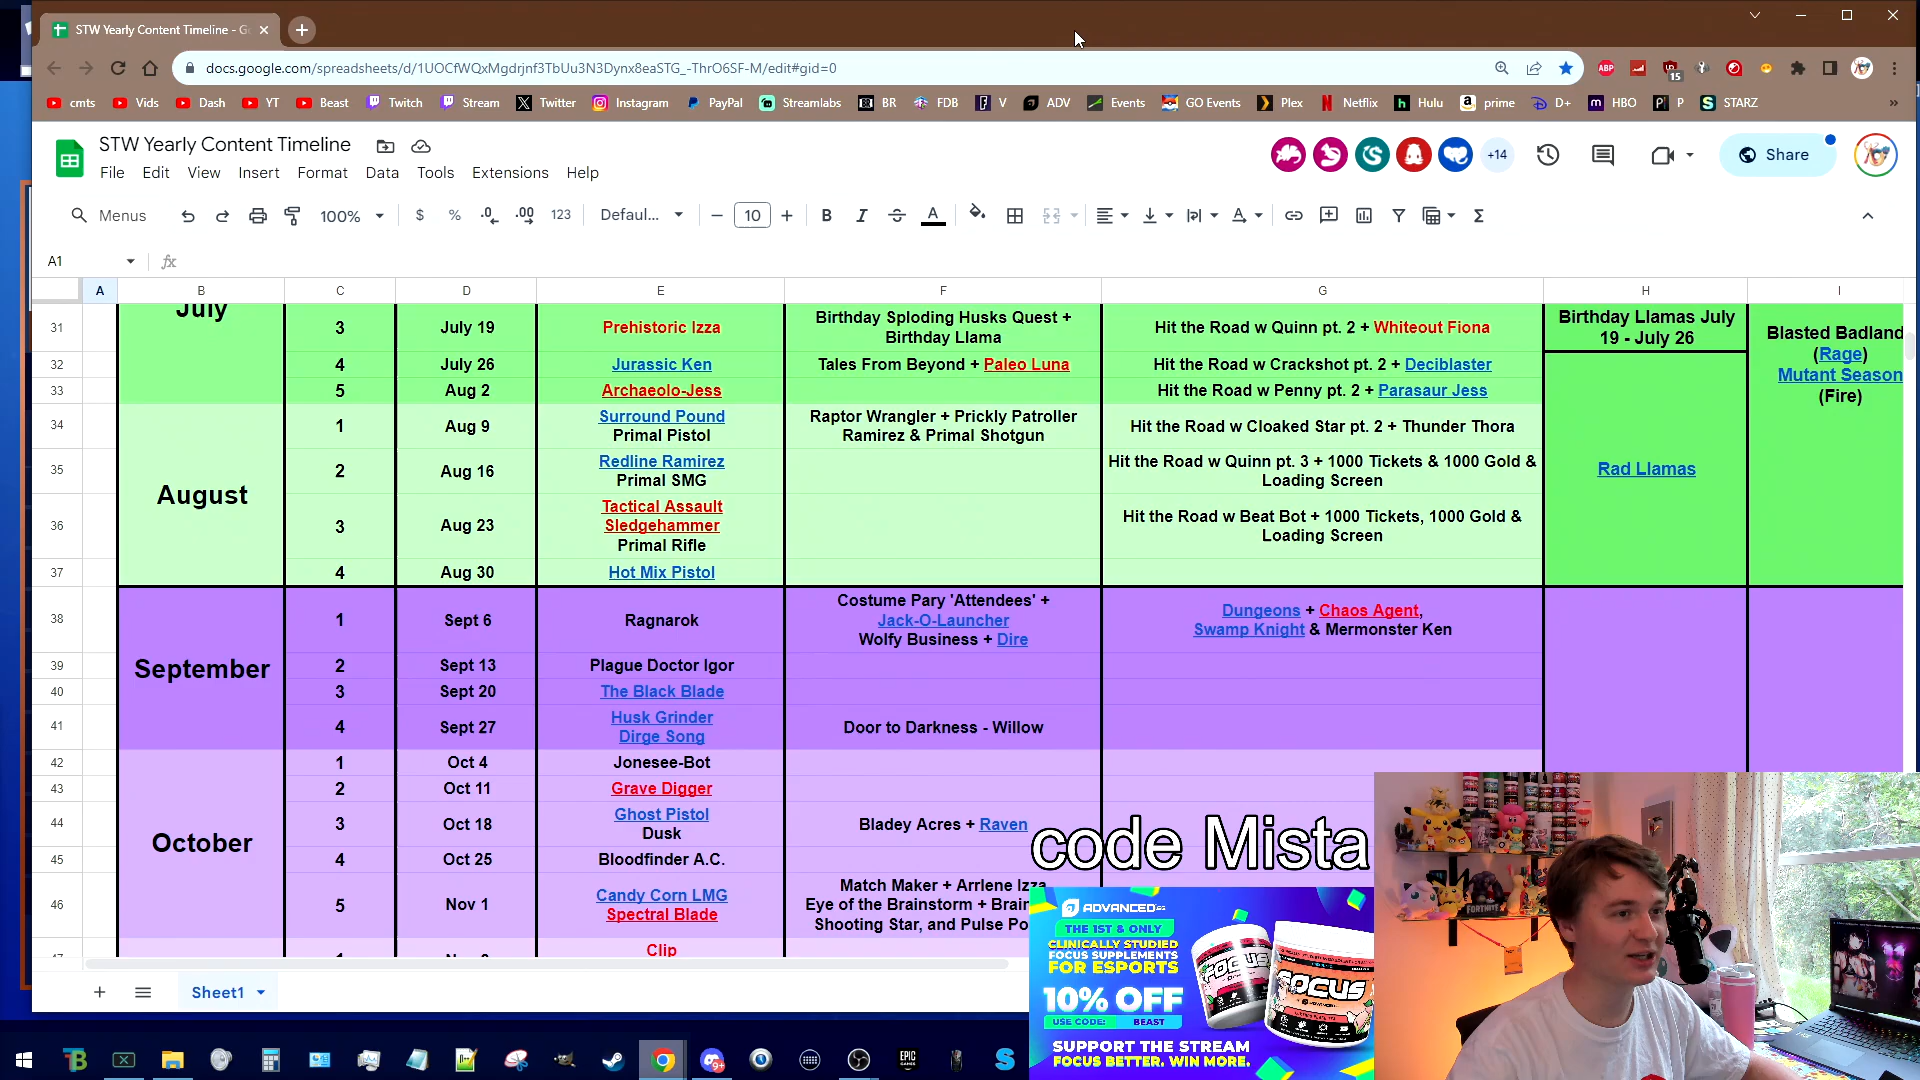 STW Yearly Content Timeline - G
docs.google.com/spreadsheets/d/1UOCfWQxMgdrjnf3TbUu3N3Dynx8eaSTG_-ThrO6SF-M/edit#gid=0
ABP
15
cmts Vids Dash YT Beast Twitch Stream Twitter Instagram PayPal Streamlabs BR FDB V ADV Events GO Events Plex Netflix Hulu prime D+ HBO P STARZ
STW Yearly Content Timeline
+14
Share
File Edit View Insert Format Data Tools Extensions Help
Menus 100% $ % .0 .00 123 Defaul... 10 B I A
A1 fx
A B C D E F G H I
July
31 3 July 19 Prehistoric Izza Birthday Sploding Husks Quest + Birthday Llama Hit the Road w Quinn pt. 2 + Whiteout Fiona Birthday Llamas July 19 - July 26
Blasted Badland
(Rage)
Mutant Season
(Fire)
32 4 July 26 Jurassic Ken Tales From Beyond + Paleo Luna Hit the Road w Crackshot pt. 2 + Deciblaster
33 5 Aug 2 Archaeolo-Jess Hit the Road w Penny pt. 2 + Parasaur Jess
August
34 1 Aug 9 Surround Pound Primal Pistol Raptor Wrangler + Prickly Patroller Ramirez & Primal Shotgun Hit the Road w Cloaked Star pt. 2 + Thunder Thora
35 2 Aug 16 Redline Ramirez Primal SMG Hit the Road w Quinn pt. 3 + 1000 Tickets & 1000 Gold & Loading Screen Rad Llamas
36 3 Aug 23 Tactical Assault Sledgehammer Primal Rifle Hit the Road w Beat Bot + 1000 Tickets, 1000 Gold & Loading Screen
37 4 Aug 30 Hot Mix Pistol
September
38 1 Sept 6 Ragnarok Costume Pary 'Attendees' + Jack-O-Launcher Wolfy Business + Dire Dungeons + Chaos Agent, Swamp Knight & Mermonster Ken
39 2 Sept 13 Plague Doctor Igor
40 3 Sept 20 The Black Blade
41 4 Sept 27 Husk Grinder Dirge Song Door to Darkness - Willow
October
42 1 Oct 4 Jonesee-Bot
43 2 Oct 11 Grave Digger
44 3 Oct 18 Ghost Pistol Dusk Bladey Acres + Raven
45 4 Oct 25 Bloodfinder A.C.
46 5 Nov 1 Candy Corn LMG Spectral Blade Match Maker + Arrlene Izza Eye of the Brainstorm + Brain Shooting Star, and Pulse Po
Clip
Sheet1
code Mista
ADVANCED
THE 1ST & ONLY
CLINICALLY STUDIED
FOCUS SUPPLEMENTS
FOR ESPORTS
10% OFF
USE CODE: BEAST
SUPPORT THE STREAM
FOCUS BETTER. WIN MORE.
FOCUS
FOCUS
FORTNITE
9+
EPIC
GAMES